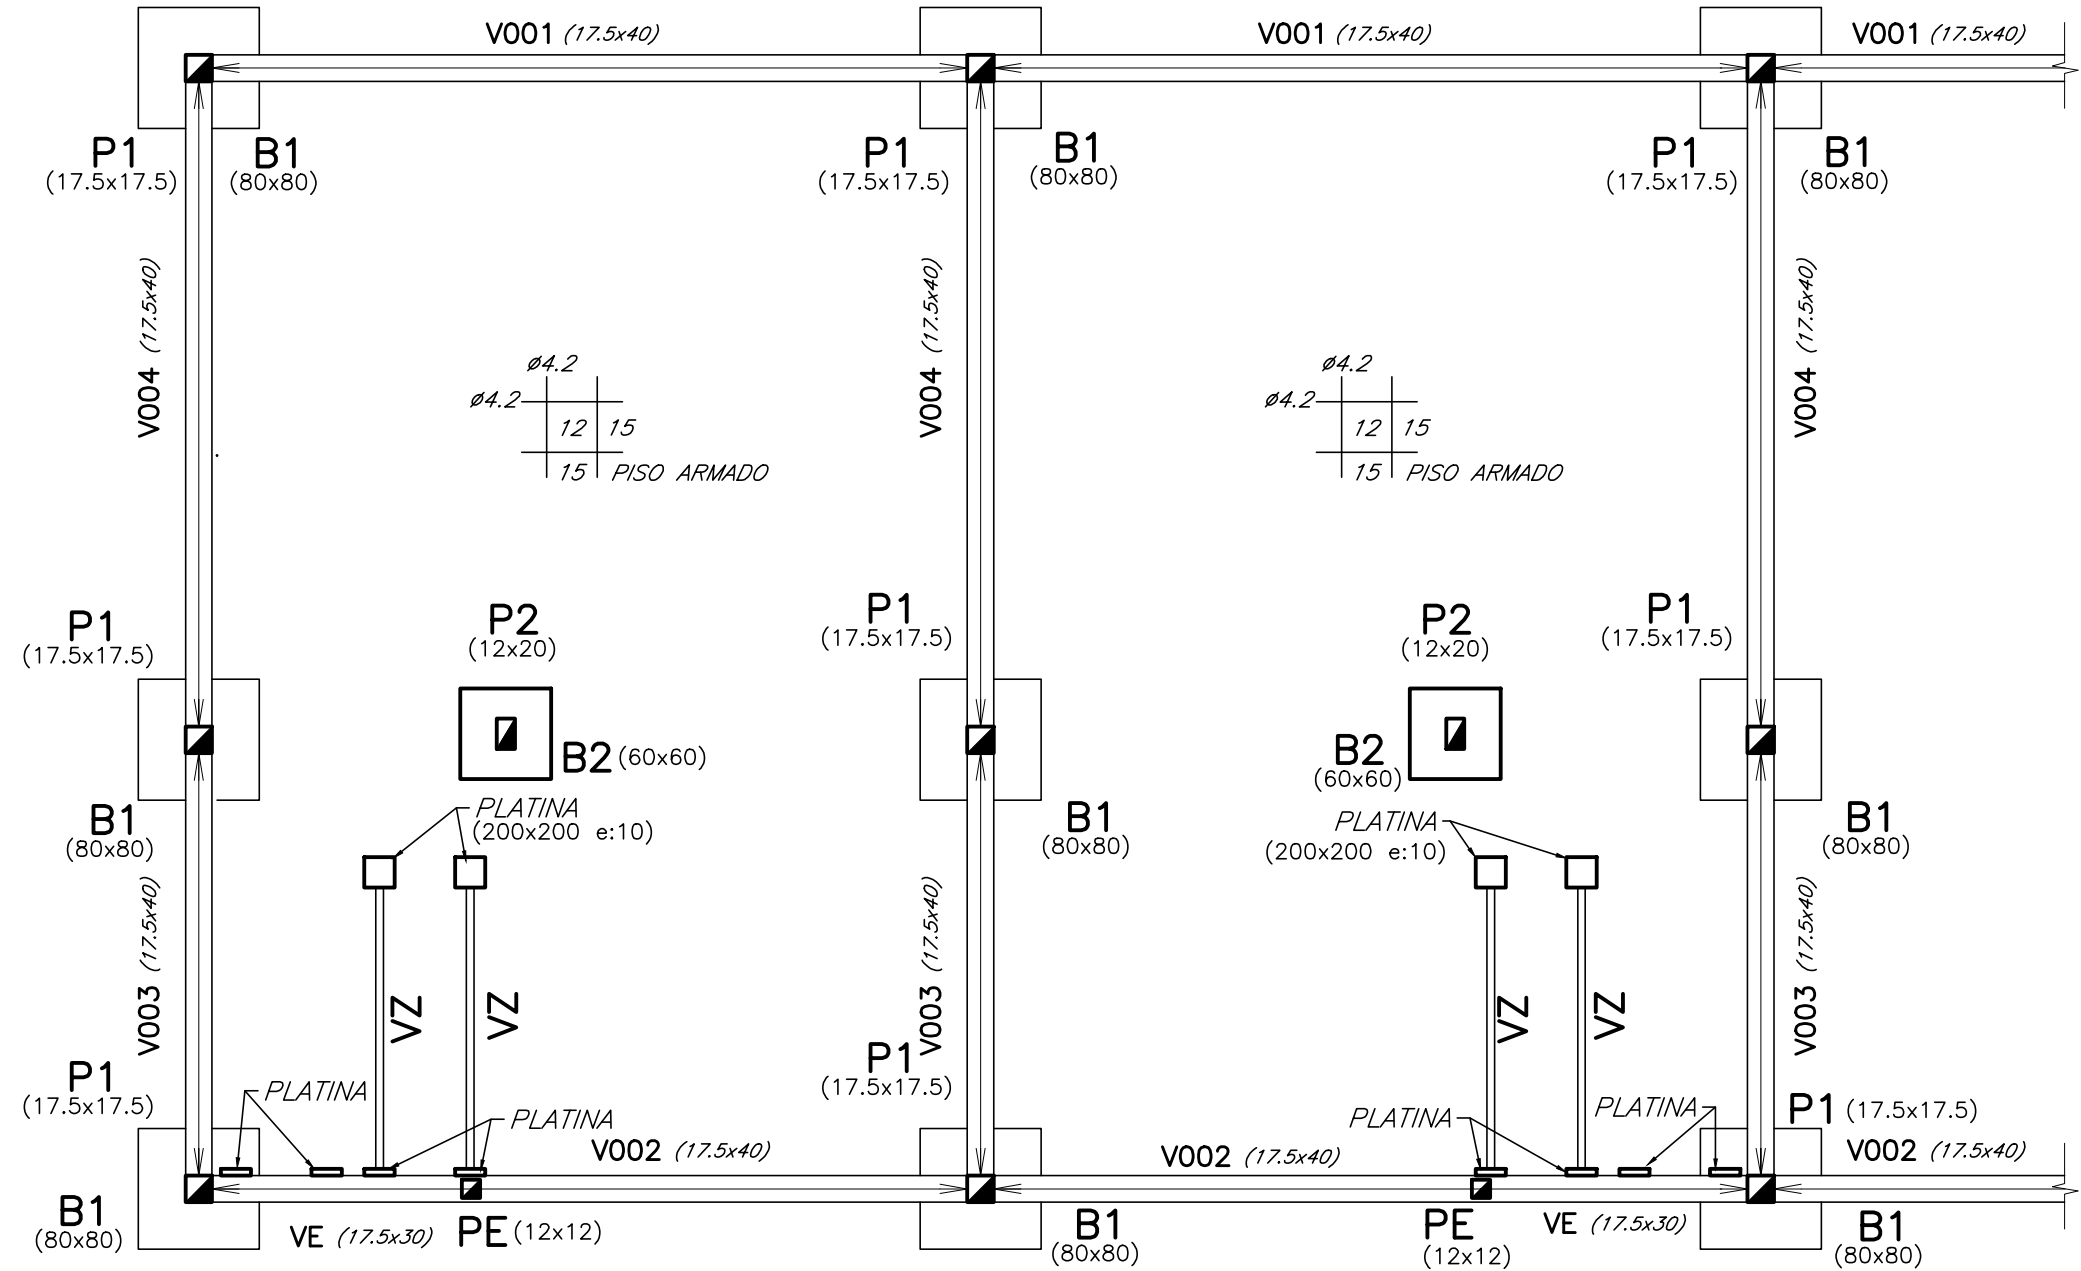 V001 (17.5x40)
V001 (17.5x40)
V001 (17.5x40)
P1
(17.5x17.5)
B1
(80x80)
P1
(17.5x17.5)
B1
(80x80)
P1
(17.5x17.5)
B1
(80x80)
V004 (17.5x40)
V004 (17.5x40)
V004 (17.5x40)
ø4.2
ø4.2
12 15
15 PISO ARMADO
ø4.2
ø4.2
12 15
15 PISO ARMADO
P1
(17.5x17.5)
P2
(12x20)
P1
(17.5x17.5)
P2
(12x20)
P1
(17.5x17.5)
B2 (60x60)
B2
(60x60)
B1
(80x80)
PLATINA
(200x200 e:10)
B1
(80x80)
PLATINA
(200x200 e:10)
B1
(80x80)
V003 (17.5x40)
VZ
VZ
V003 (17.5x40)
VZ
VZ
V003 (17.5x40)
P1
(17.5x17.5)
PLATINA
PLATINA
P1
(17.5x17.5)
PLATINA
PLATINA
P1 (17.5x17.5)
V002 (17.5x40)
V002 (17.5x40)
V002 (17.5x40)
B1
(80x80)
VE (17.5x30)
PE (12x12)
B1
(80x80)
PE
(12x12)
VE (17.5x30)
B1
(80x80)